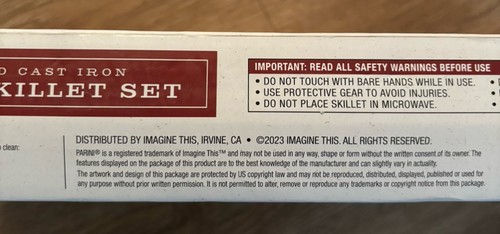 D CAST IRON
KILLET SET
IMPORTANT: READ ALL SAFETY WARNINGS BEFORE USE
• DO NOT TOUCH WITH BARE HANDS WHILE IN USE.
• USE PROTECTIVE GEAR TO AVOID INJURIES.
• DO NOT PLACE SKILLET IN MICROWAVE.
o clean:
DISTRIBUTED BY IMAGINE THIS, IRVINE, CA • ©2023 IMAGINE THIS. ALL RIGHTS RESERVED.
PARINI® is a registered trademark of Imagine This™ and may not be used in any way, shape or form without the written consent of its owner. The
features displayed on the package of this product are to the best knowledge of the manufacturer and can slightly vary in actuality.
The artwork and design of this package are protected by US copyright law and may not be reproduced, distributed, displayed, published or used for
any purpose without prior written permission. It is not permitted to alter, remove or reproduce any trademarks or copyright notice from this package.